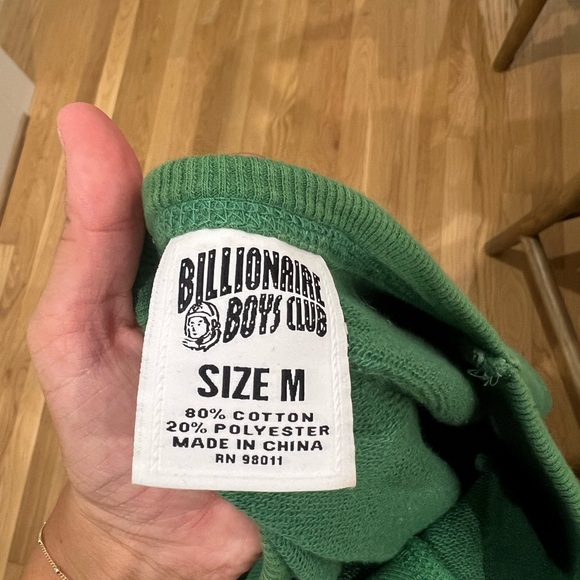 BILLIONAIRE
BOYS CLUB
SIZE M
80% COTTON
20% POLYESTER
MADE IN CHINA
RN 98011